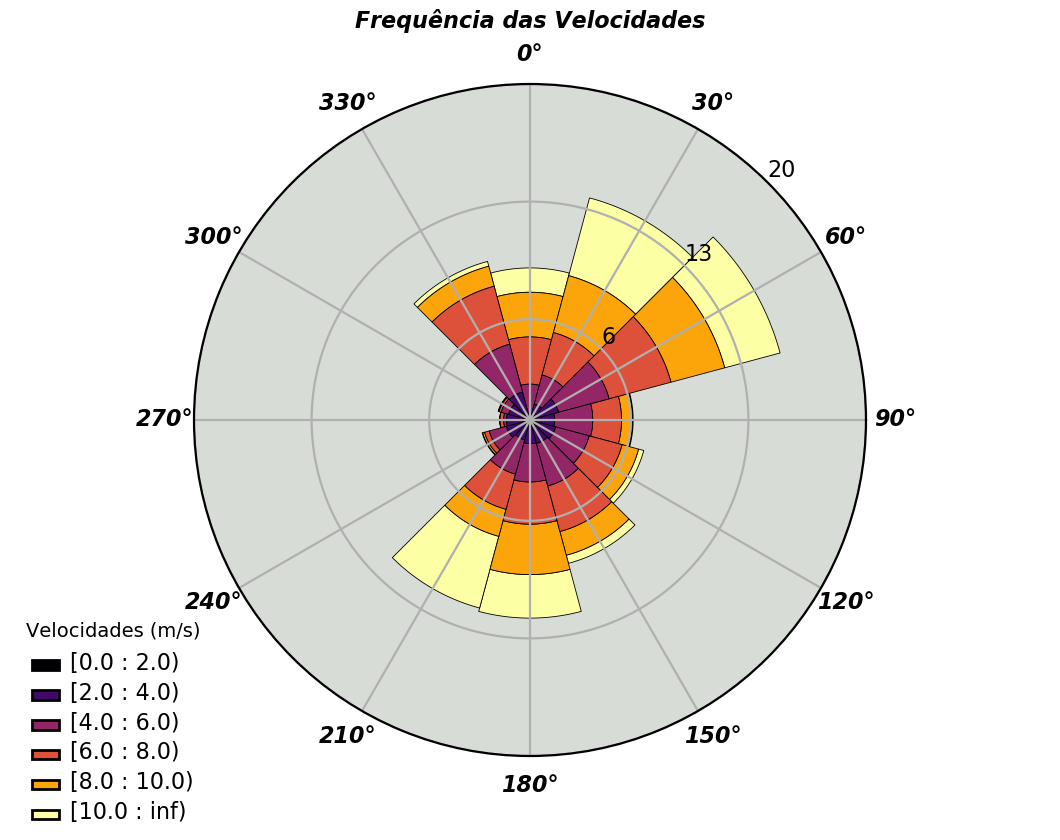 Frequência das Velocidades
0°
30°
60°
90°
120°
150°
180°
210°
240°
270°
300°
330°
6
13
20
Velocidades (m/s)
[0.0 : 2.0)
[2.0 : 4.0)
[4.0 : 6.0)
[6.0 : 8.0)
[8.0 : 10.0)
[10.0 : inf)